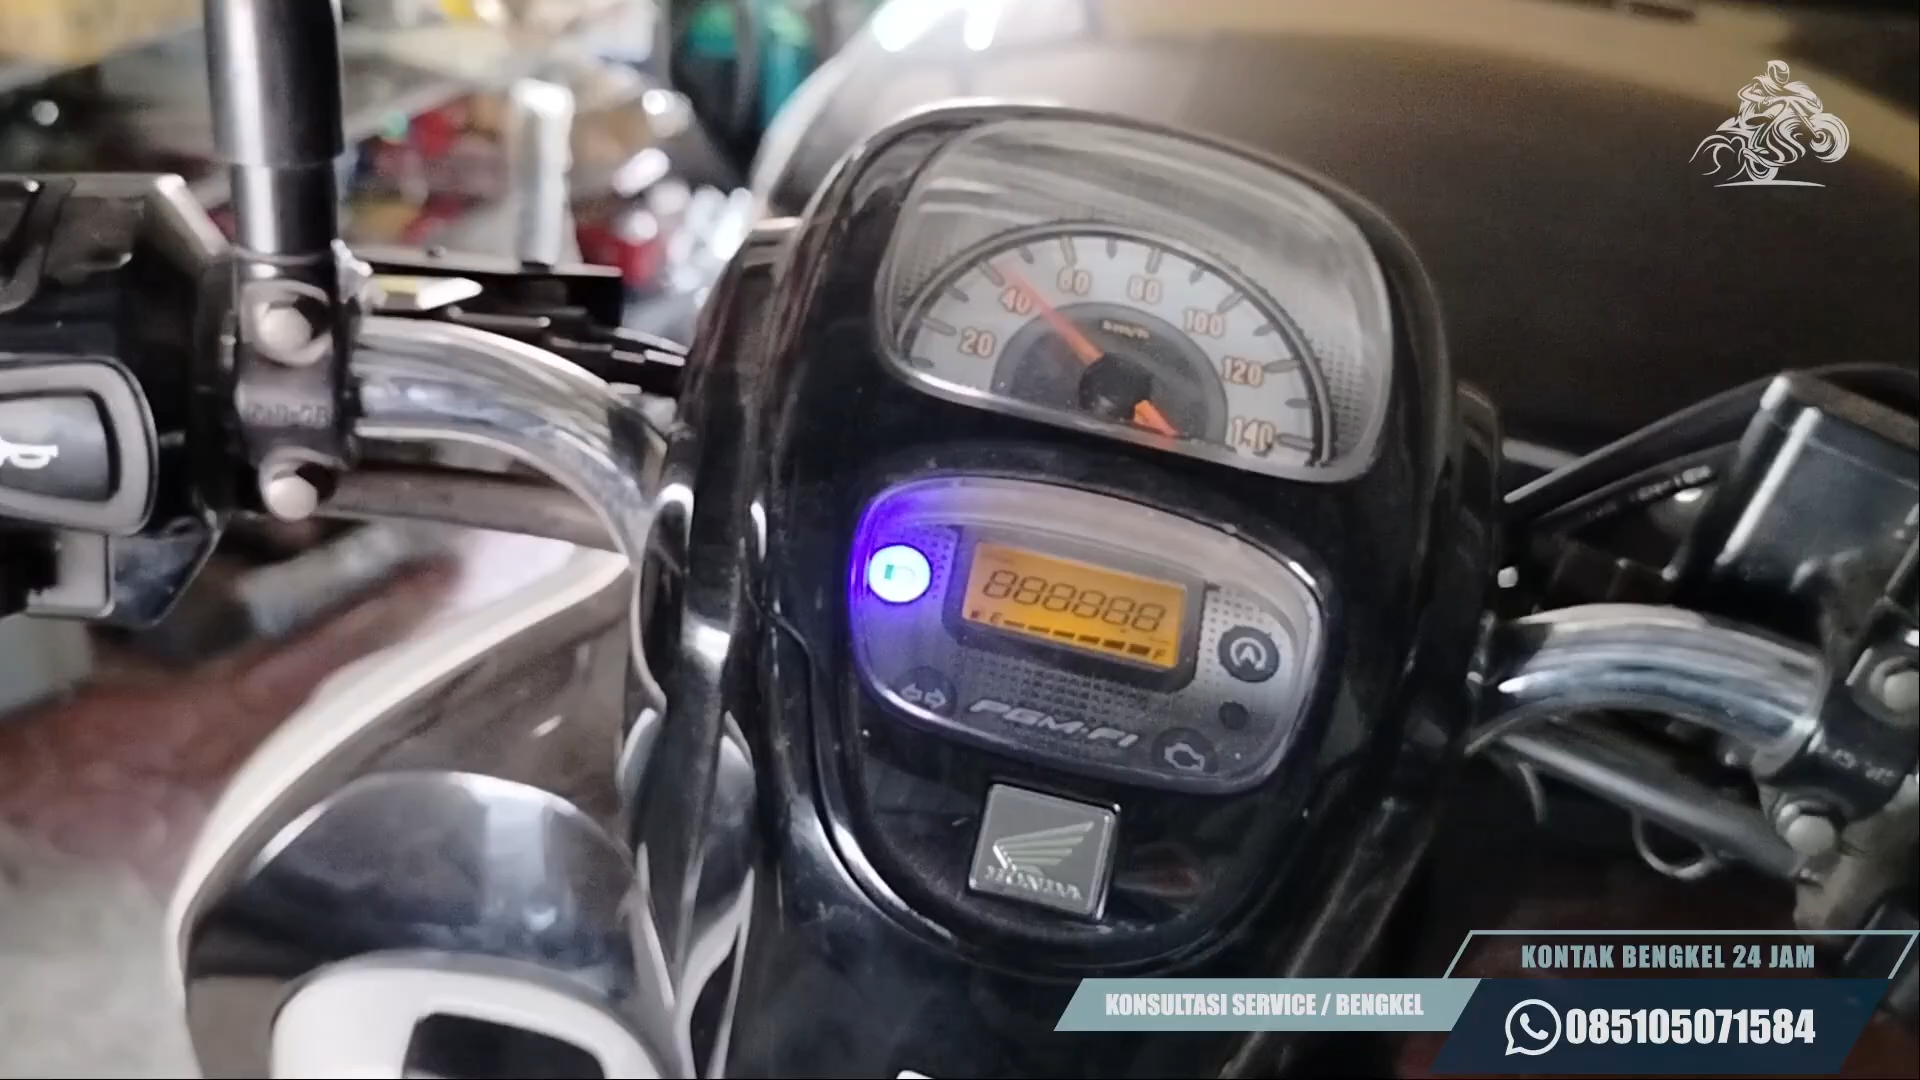 20 40 60 80 100 120 140
km/h
888888
E F
PGM-FI
HONDA
KONTAK BENGKEL 24 JAM
KONSULTASI SERVICE / BENGKEL
085105071584